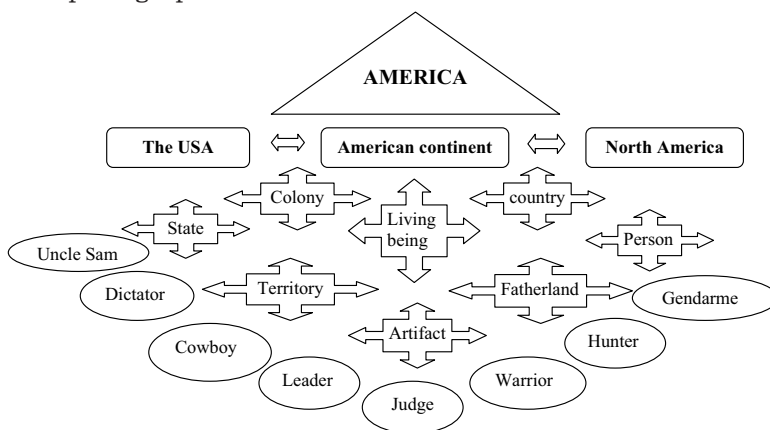 AMERICA
The USA
American continent
North America
Colony
country
State
Living
being
Person
Uncle Sam
Dictator
Territory
Fatherland
Gendarme
Artifact
Cowboy
Hunter
Leader
Warrior
Judge